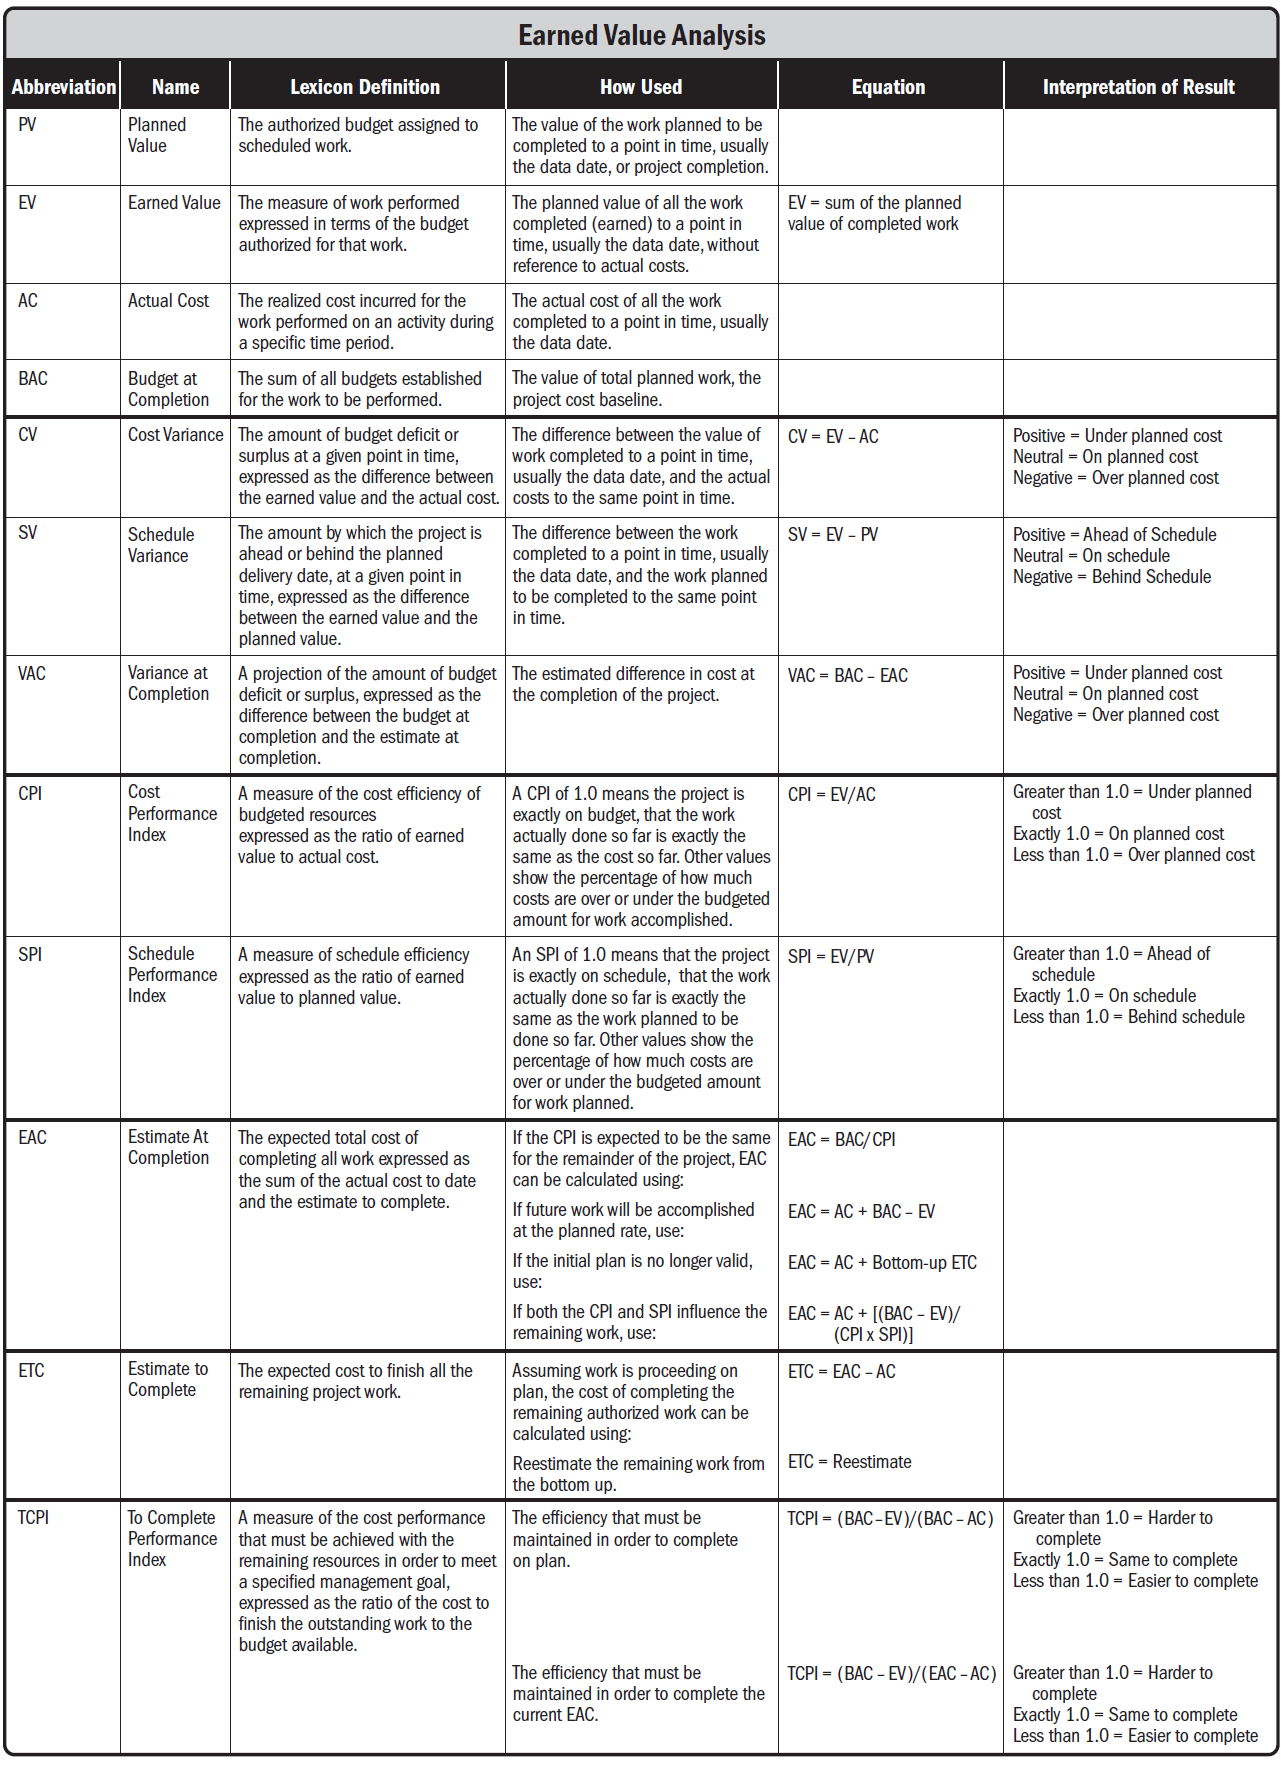 Earned Value Analysis
Abbreviation
Name
Lexicon Definition
How Used
Equation
Interpretation of Result
PV
Planned
Value
The authorized budget assigned to
scheduled work.
The value of the work planned to be
completed to a point in time, usually
the data date, or project completion.
EV
Earned Value
The measure of work performed
expressed in terms of the budget
authorized for that work.
The planned value of all the work
completed (earned) to a point in
time, usually the data date, without
reference to actual costs.
EV = sum of the planned
value of completed work
AC
Actual Cost
The realized cost incurred for the
work performed on an activity during
a specific time period.
The actual cost of all the work
completed to a point in time, usually
the data date.
BAC
Budget at
Completion
The sum of all budgets established
for the work to be performed.
The value of total planned work, the
project cost baseline.
CV
Cost Variance
The amount of budget deficit or
surplus at a given point in time,
expressed as the difference between
the earned value and the actual cost.
The difference between the value of
work completed to a point in time,
usually the data date, and the actual
costs to the same point in time.
CV = EV – AC
Positive = Under planned cost
Neutral = On planned cost
Negative = Over planned cost
SV
Schedule
Variance
The amount by which the project is
ahead or behind the planned
delivery date, at a given point in
time, expressed as the difference
between the earned value and the
planned value.
The difference between the work
completed to a point in time, usually
the data date, and the work planned
to be completed to the same point
in time.
SV = EV – PV
Positive = Ahead of Schedule
Neutral = On schedule
Negative = Behind Schedule
VAC
Variance at
Completion
A projection of the amount of budget
deficit or surplus, expressed as the
difference between the budget at
completion and the estimate at
completion.
The estimated difference in cost at
the completion of the project.
VAC = BAC – EAC
Positive = Under planned cost
Neutral = On planned cost
Negative = Over planned cost
CPI
Cost
Performance
Index
A measure of the cost efficiency of
budgeted resources
expressed as the ratio of earned
value to actual cost.
A CPI of 1.0 means the project is
exactly on budget, that the work
actually done so far is exactly the
same as the cost so far. Other values
show the percentage of how much
costs are over or under the budgeted
amount for work accomplished.
CPI = EV/AC
Greater than 1.0 = Under planned
cost
Exactly 1.0 = On planned cost
Less than 1.0 = Over planned cost
SPI
Schedule
Performance
Index
A measure of schedule efficiency
expressed as the ratio of earned
value to planned value.
An SPI of 1.0 means that the project
is exactly on schedule, that the work
actually done so far is exactly the
same as the work planned to be
done so far. Other values show the
percentage of how much costs are
over or under the budgeted amount
for work planned.
SPI = EV/PV
Greater than 1.0 = Ahead of
schedule
Exactly 1.0 = On schedule
Less than 1.0 = Behind schedule
EAC
Estimate At
Completion
The expected total cost of
completing all work expressed as
the sum of the actual cost to date
and the estimate to complete.
If the CPI is expected to be the same
for the remainder of the project, EAC
can be calculated using:
EAC = BAC/CPI
If future work will be accomplished
at the planned rate, use:
EAC = AC + BAC – EV
If the initial plan is no longer valid,
use:
EAC = AC + Bottom-up ETC
If both the CPI and SPI influence the
remaining work, use:
EAC = AC + [(BAC – EV)/
(CPI x SPI)]
ETC
Estimate to
Complete
The expected cost to finish all the
remaining project work.
Assuming work is proceeding on
plan, the cost of completing the
remaining authorized work can be
calculated using:
ETC = EAC – AC
Reestimate the remaining work from
the bottom up.
ETC = Reestimate
TCPI
To Complete
Performance
Index
A measure of the cost performance
that must be achieved with the
remaining resources in order to meet
a specified management goal,
expressed as the ratio of the cost to
finish the outstanding work to the
budget available.
The efficiency that must be
maintained in order to complete
on plan.
TCPI = (BAC – EV)/(BAC – AC)
Greater than 1.0 = Harder to
complete
Exactly 1.0 = Same to complete
Less than 1.0 = Easier to complete
The efficiency that must be
maintained in order to complete the
current EAC.
TCPI = (BAC – EV)/(EAC – AC)
Greater than 1.0 = Harder to
complete
Exactly 1.0 = Same to complete
Less than 1.0 = Easier to complete